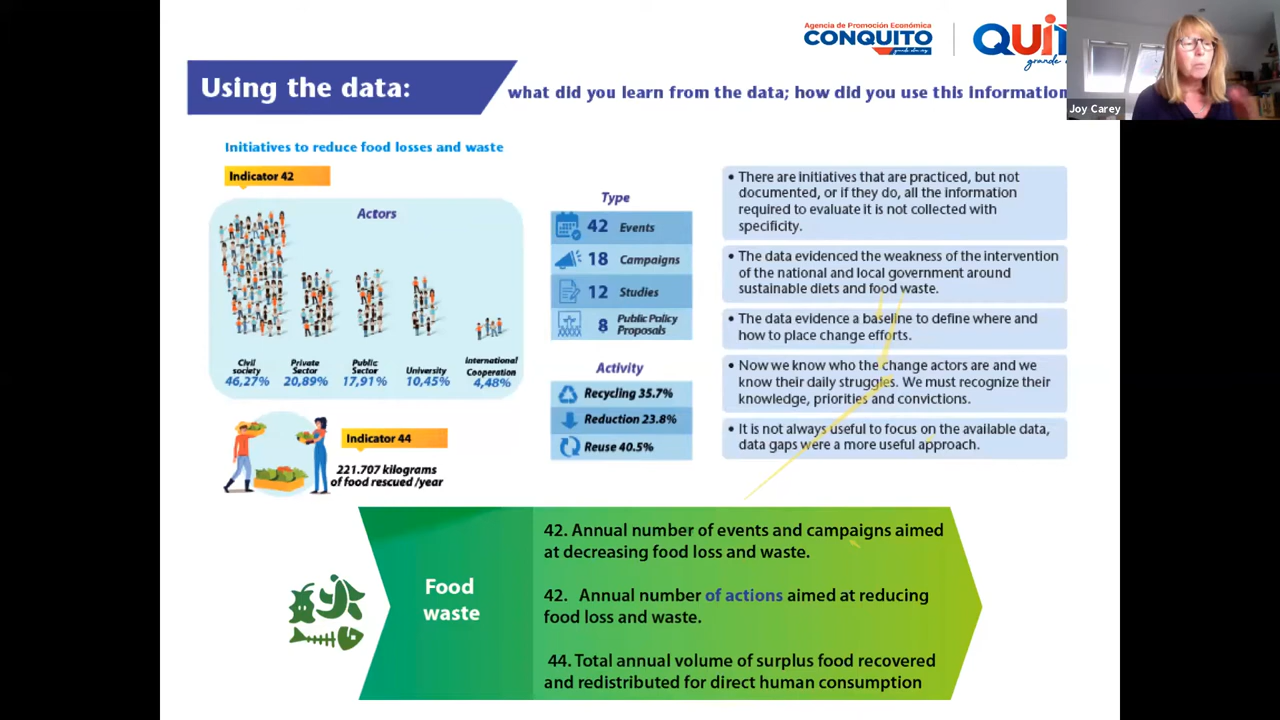 Agencia de Promoción Económica
CONQUITO
grande otra vez
QUIT
grande
Joy Carey
Using the data:
what did you learn from the data; how did you use this information
Initiatives to reduce food losses and waste
Indicator 42
Actors
Civil
society
46,27%
Private
Sector
20,89%
Public
Sector
17,91%
University
10,45%
International
Cooperation
4,48%
Indicator 44
221.707 kilograms
of food rescued /year
Type
42 Events
18 Campaigns
12 Studies
8 Public Policy
Proposals
Activity
Recycling 35.7%
Reduction 23.8%
Reuse 40.5%
• There are initiatives that are practiced, but not
documented, or if they do, all the information
required to evaluate it is not collected with
specificity.
• The data evidenced the weakness of the intervention
of the national and local government around
sustainable diets and food waste.
• The data evidence a baseline to define where and
how to place change efforts.
• Now we know who the change actors are and we
know their daily struggles. We must recognize their
knowledge, priorities and convictions.
• It is not always useful to focus on the available data,
data gaps were a more useful approach.
Food
waste
42. Annual number of events and campaigns aimed
at decreasing food loss and waste.
42. Annual number of actions aimed at reducing
food loss and waste.
44. Total annual volume of surplus food recovered
and redistributed for direct human consumption